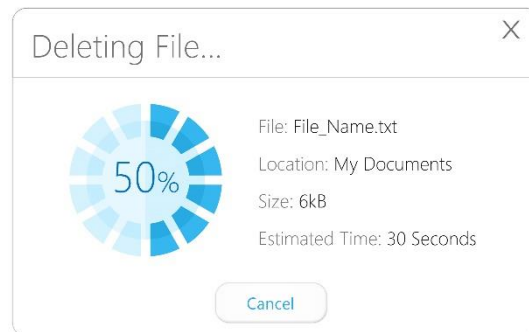 Deleting File...
X
50%
File: File_Name.txt
Location: My Documents
Size: 6kB
Estimated Time: 30 Seconds
Cancel